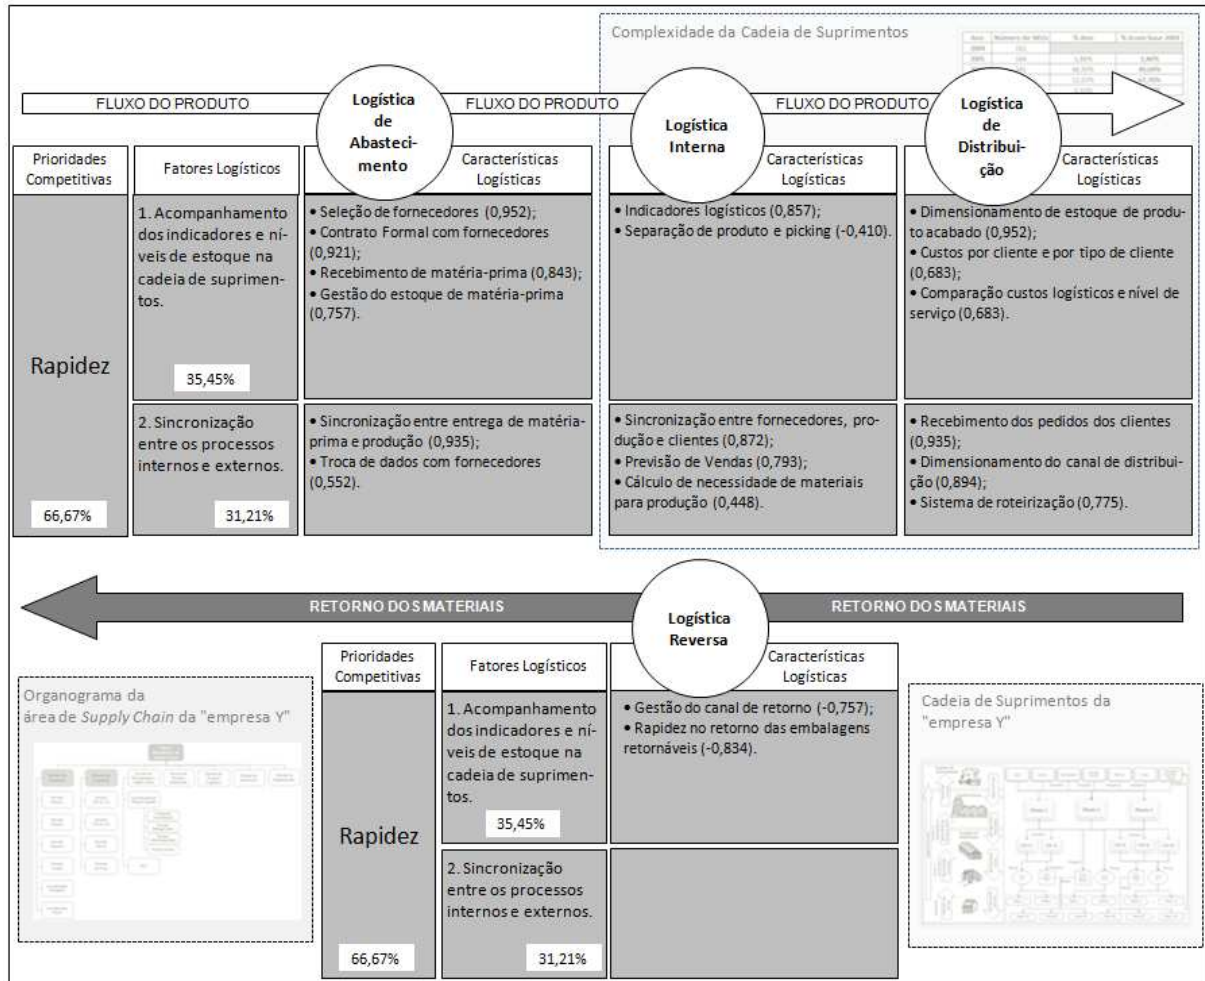 Complexidade da Cadeia de Suprimentos
FLUXO DO PRODUTO
Logística
de
Abasteci-
mento
FLUXO DO PRODUTO
Logística
Interna
FLUXO DO PRODUTO
Logística
de
Distribui-
ção
Prioridades
Competitivas
Fatores Logísticos
Características
Logísticas
Características
Logísticas
Características
Logísticas
Rapidez
66,67%
1. Acompanhamento
dos indicadores e ní-
veis de estoque na
cadeia de suprimen-
tos.
35,45%
• Seleção de fornecedores (0,952);
• Contrato Formal com fornecedores
(0,921);
• Recebimento de matéria-prima (0,843);
• Gestão do estoque de matéria-prima
(0,757).
• Indicadores logísticos (0,857);
• Separação de produto e picking (-0,410).
• Dimensionamento de estoque de produ-
to acabado (0,952);
• Custos por cliente e por tipo de cliente
(0,683);
• Comparação custos logísticos e nível de
serviço (0,683).
2. Sincronização
entre os processos
internos e externos.
31,21%
• Sincronização entre entrega de matéria-
prima e produção (0,935);
• Troca de dados com fornecedores
(0,552).
• Sincronização entre fornecedores, pro-
dução e clientes (0,872);
• Previsão de Vendas (0,793);
• Cálculo de necessidade de materiais
para produção (0,448).
• Recebimento dos pedidos dos clientes
(0,935);
• Dimensionamento do canal de distribui-
ção (0,894);
• Sistema de roteirização (0,775).
RETORNO DOS MATERIAIS
Logística
Reversa
RETORNO DOS MATERIAIS
Organograma da
área de Supply Chain da "empresa Y"
Prioridades
Competitivas
Fatores Logísticos
Características
Logísticas
Rapidez
66,67%
1. Acompanhamento
dos indicadores e ní-
veis de estoque na
cadeia de suprimen-
tos.
35,45%
• Gestão do canal de retorno (-0,757);
• Rapidez no retorno das embalagens
retornáveis (-0,834).
2. Sincronização
entre os processos
internos e externos.
31,21%
Cadeia de Suprimentos da
"empresa Y"